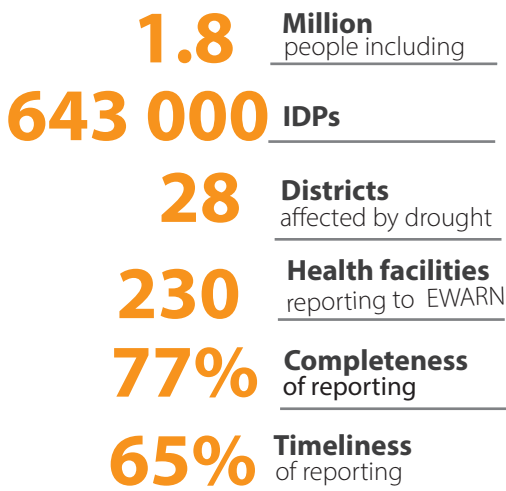 1.8 Million
people including
643 000 IDPs
28 Districts
affected by drought
230 Health facilities
reporting to EWARN
77% Completeness
of reporting
65% Timeliness
of reporting